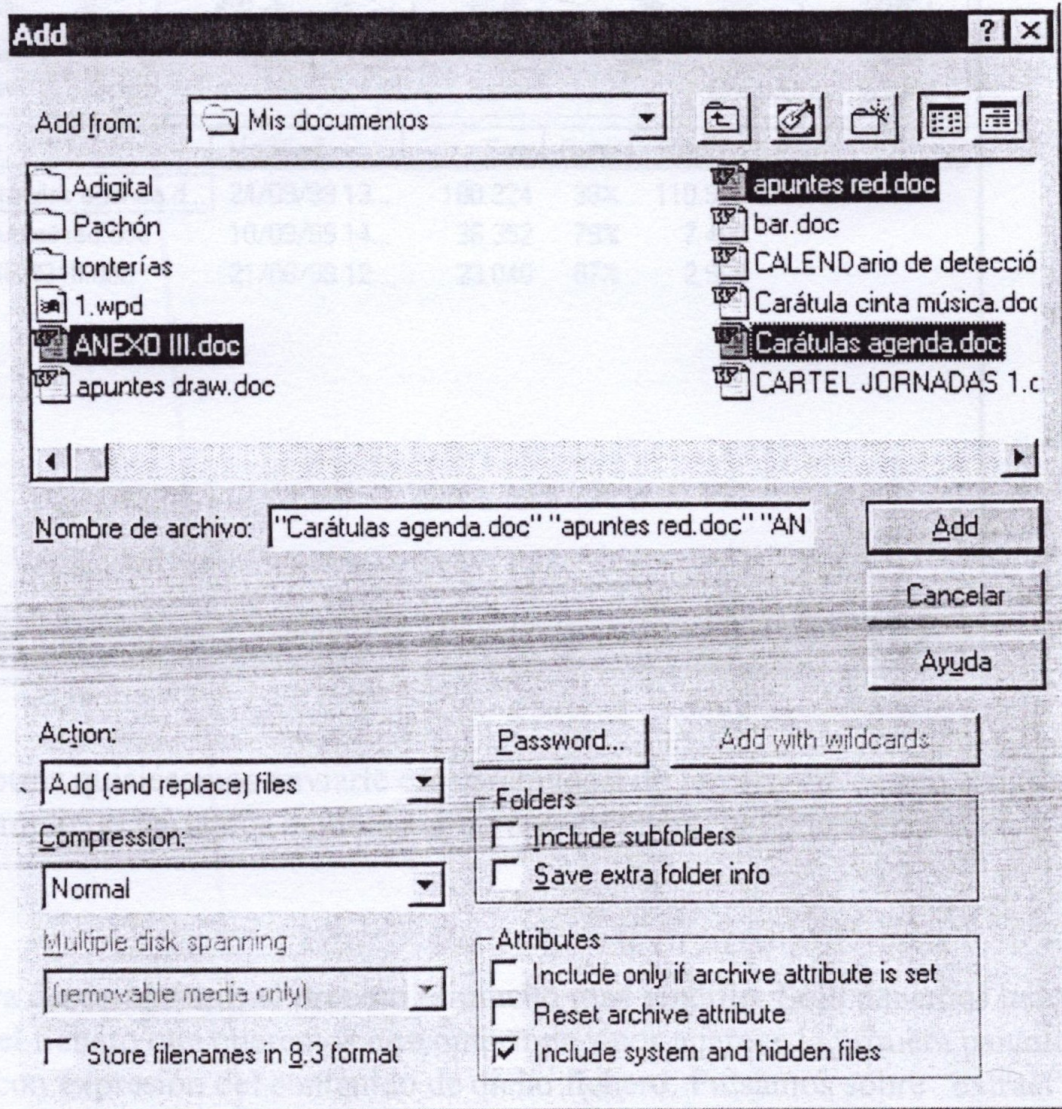 Add
Add from: Mis documentos
Adigital
Pachón
tonterías
1.wpd
ANEXO III.doc
apuntes draw.doc
apuntes red.doc
bar.doc
CALENDario de detecció
Carátula cinta música.doc
Carátulas agenda.doc
CARTEL JORNADAS 1.c
Nombre de archivo: "Carátulas agenda.doc" "apuntes red.doc" "AN
Add
Cancelar
Ayuda
Action:
Add (and replace) files
Compression:
Normal
Multiple disk spanning
(removable media only)
Store filenames in 8.3 format
Password...
Add with wildcards
Folders
Include subfolders
Save extra folder info
Attributes
Include only if archive attribute is set
Reset archive attribute
Include system and hidden files